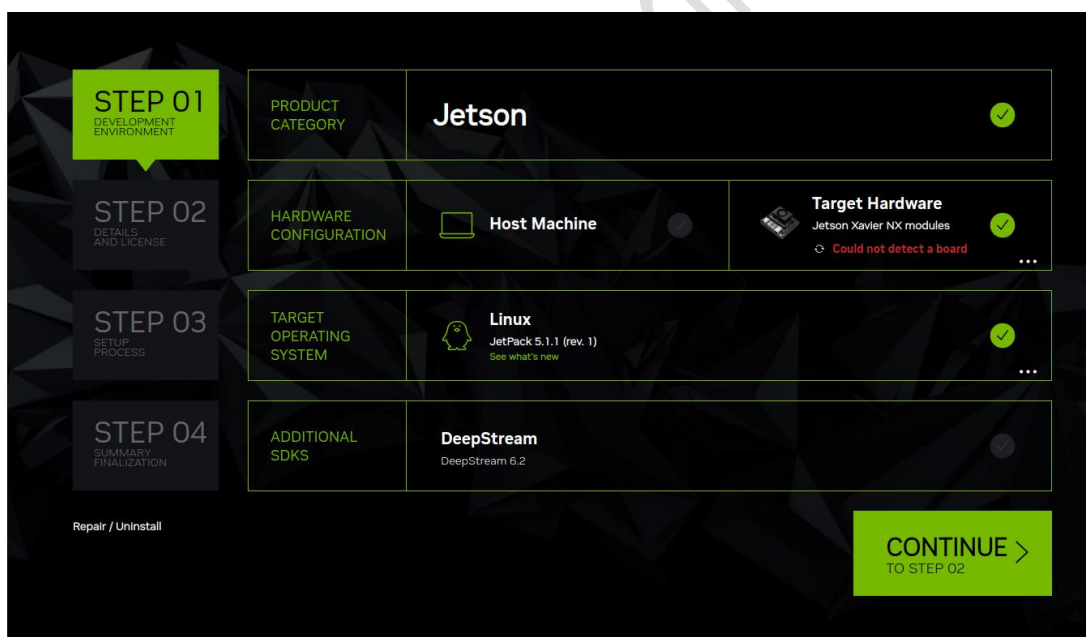 STEP 01
DEVELOPMENT
ENVIRONMENT
PRODUCT
CATEGORY
Jetson
STEP 02
DETAILS
AND LICENSE
HARDWARE
CONFIGURATION
Host Machine
Target Hardware
Jetson Xavier NX modules
Could not detect a board
...
STEP 03
SETUP
PROCESS
TARGET
OPERATING
SYSTEM
Linux
JetPack 5.1.1 (rev. 1)
See what's new
...
STEP 04
SUMMARY
FINALIZATION
ADDITIONAL
SDKS
DeepStream
DeepStream 6.2
Repair / Uninstall
CONTINUE >
TO STEP 02